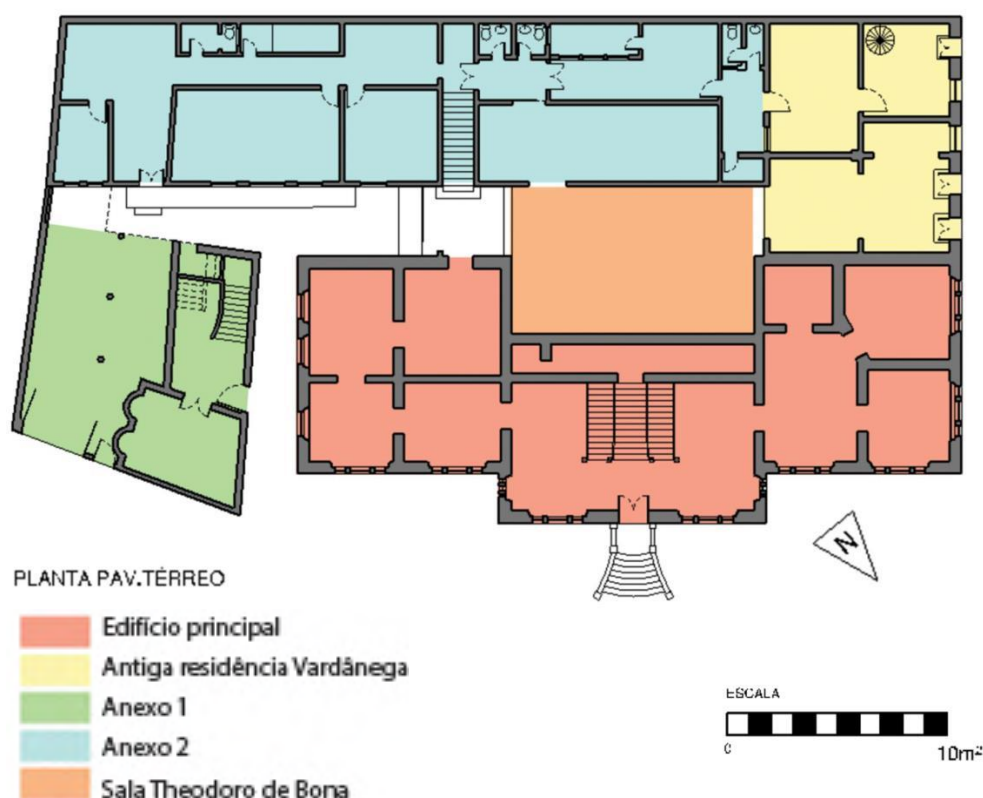 N
PLANTA PAV.TÉRREO
Edifício principal
Antiga residência Vardânega
Anexo 1
Anexo 2
Sala Theodoro de Bona
ESCALA
0 10m²